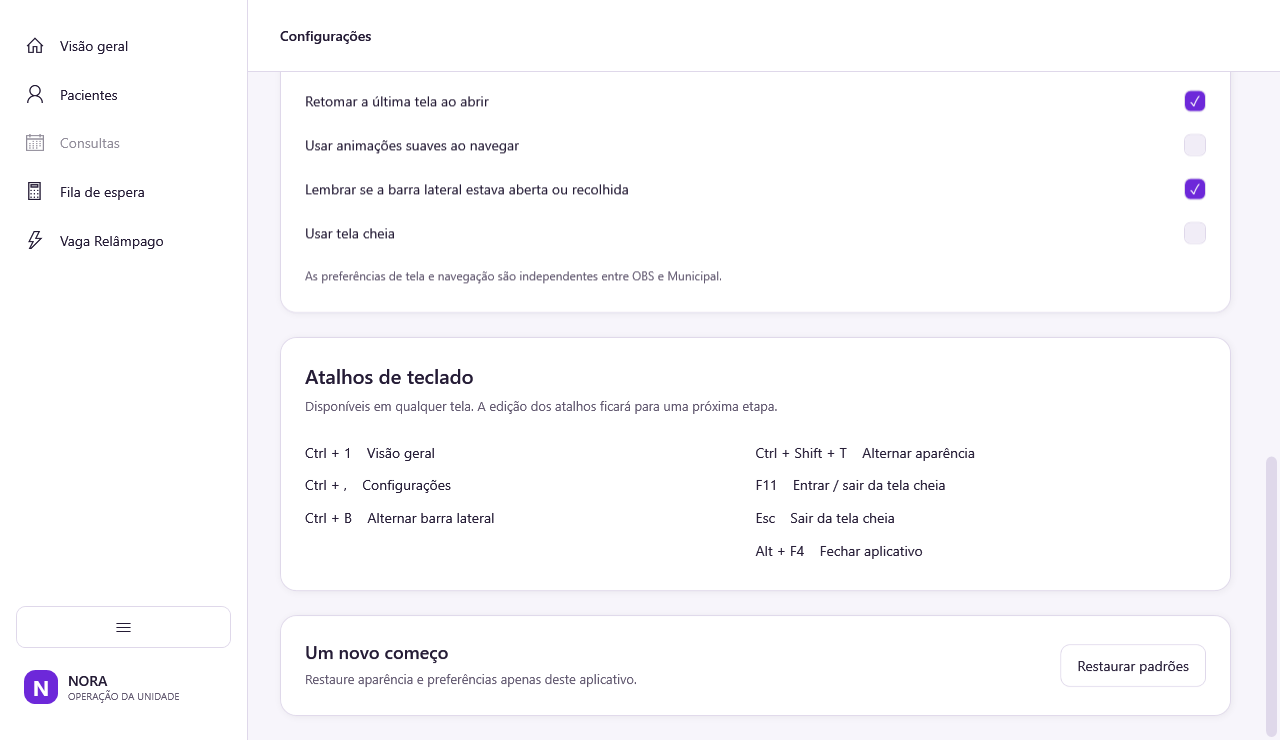 Visão geral
Pacientes
Consultas
Fila de espera
Vaga Relâmpago
N
NORA
OPERAÇÃO DA UNIDADE
Configurações
Retomar a última tela ao abrir
Usar animações suaves ao navegar
Lembrar se a barra lateral estava aberta ou recolhida
Usar tela cheia
As preferências de tela e navegação são independentes entre OBS e Municipal.
Atalhos de teclado
Disponíveis em qualquer tela. A edição dos atalhos ficará para uma próxima etapa.
Ctrl + 1 Visão geral
Ctrl + , Configurações
Ctrl + B Alternar barra lateral
Ctrl + Shift + T Alternar aparência
F11 Entrar / sair da tela cheia
Esc Sair da tela cheia
Alt + F4 Fechar aplicativo
Um novo começo
Restaure aparência e preferências apenas deste aplicativo.
Restaurar padrões